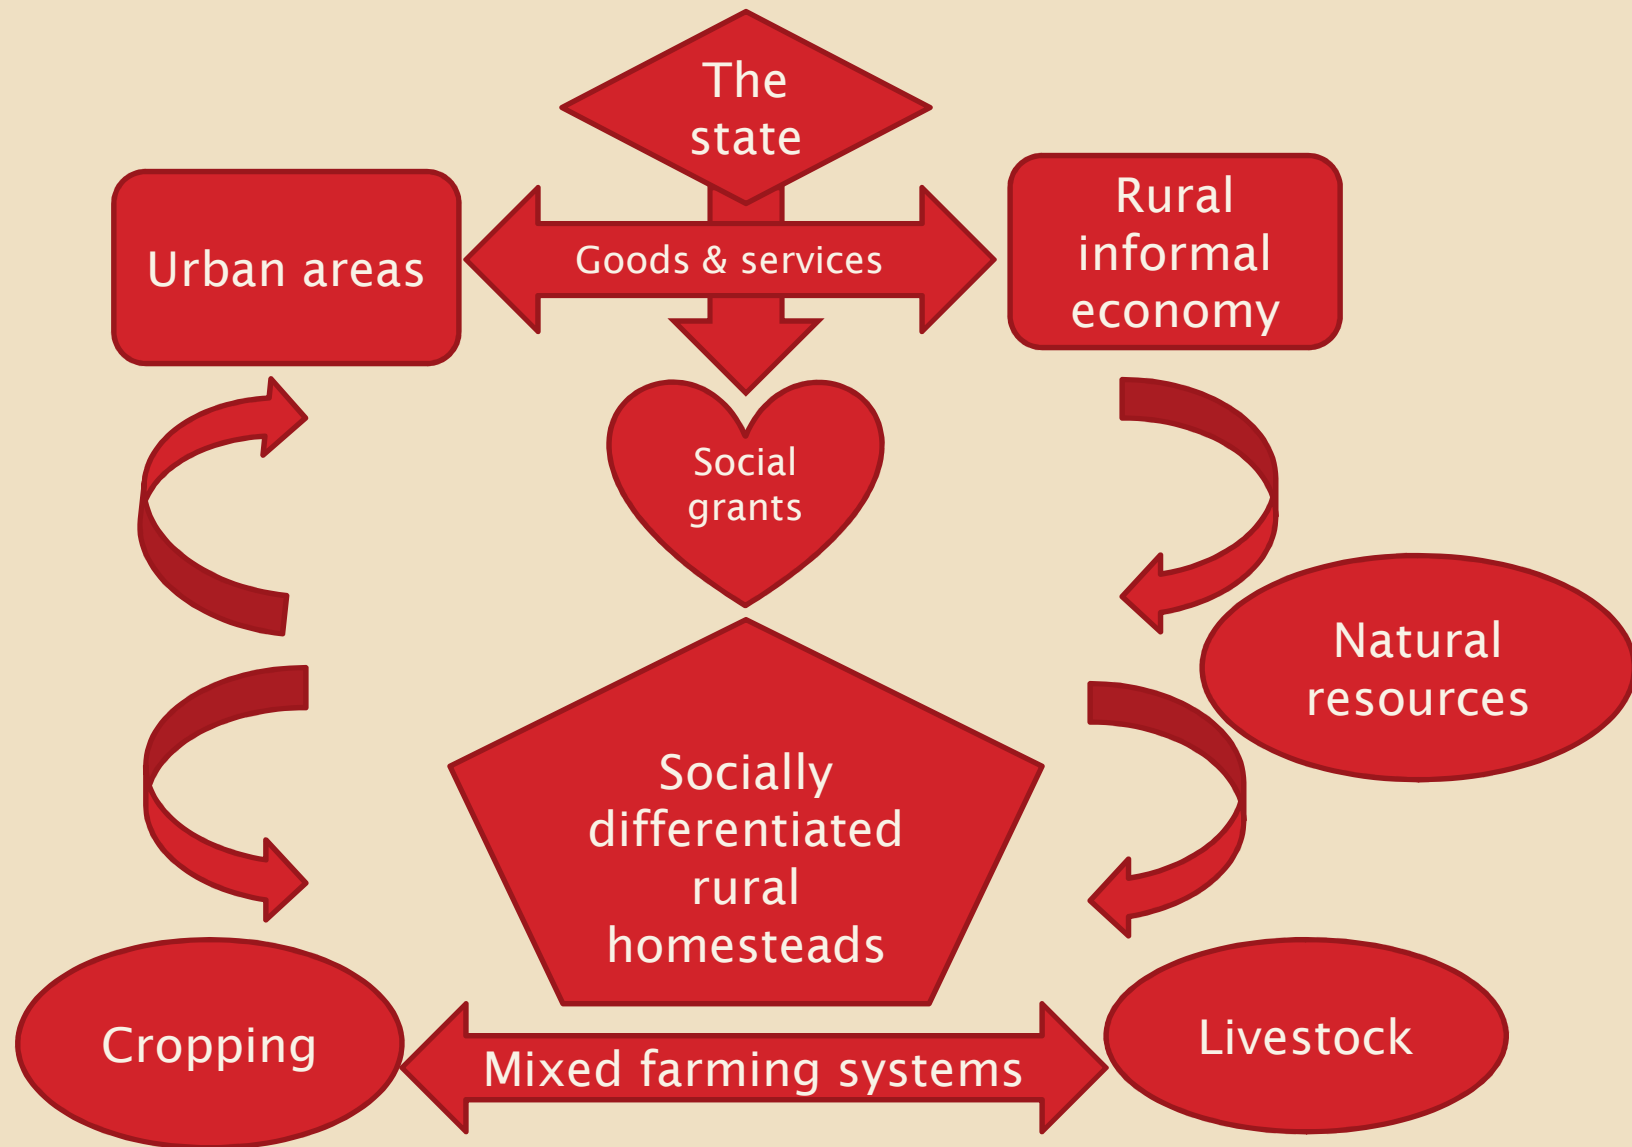 The
state
Urban areas
Goods & services
Rural
informal
economy
Social
grants
Natural
resources
Socially
differentiated
rural
homesteads
Cropping
Mixed farming systems
Livestock